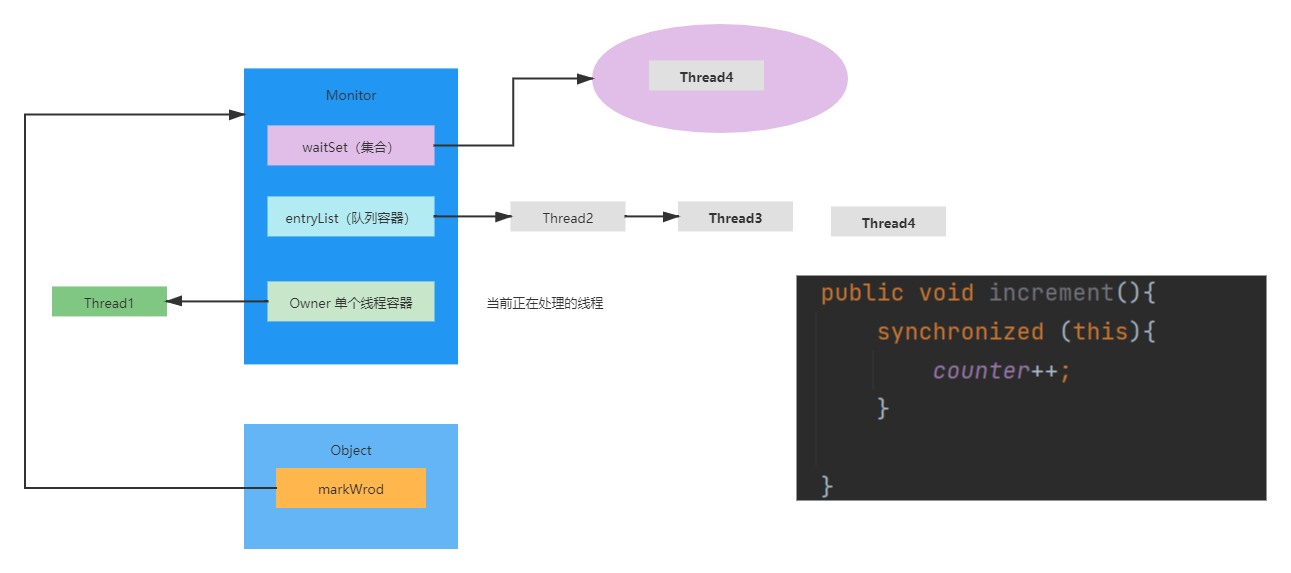 Thread4
Monitor
waitSet（集合）
entryList（队列容器）
Thread2
Thread3
Thread4
Thread1
Owner 单个线程容器
当前正在处理的线程
public void increment(){
synchronized (this){
counter++;
}
}
Object
markWrod